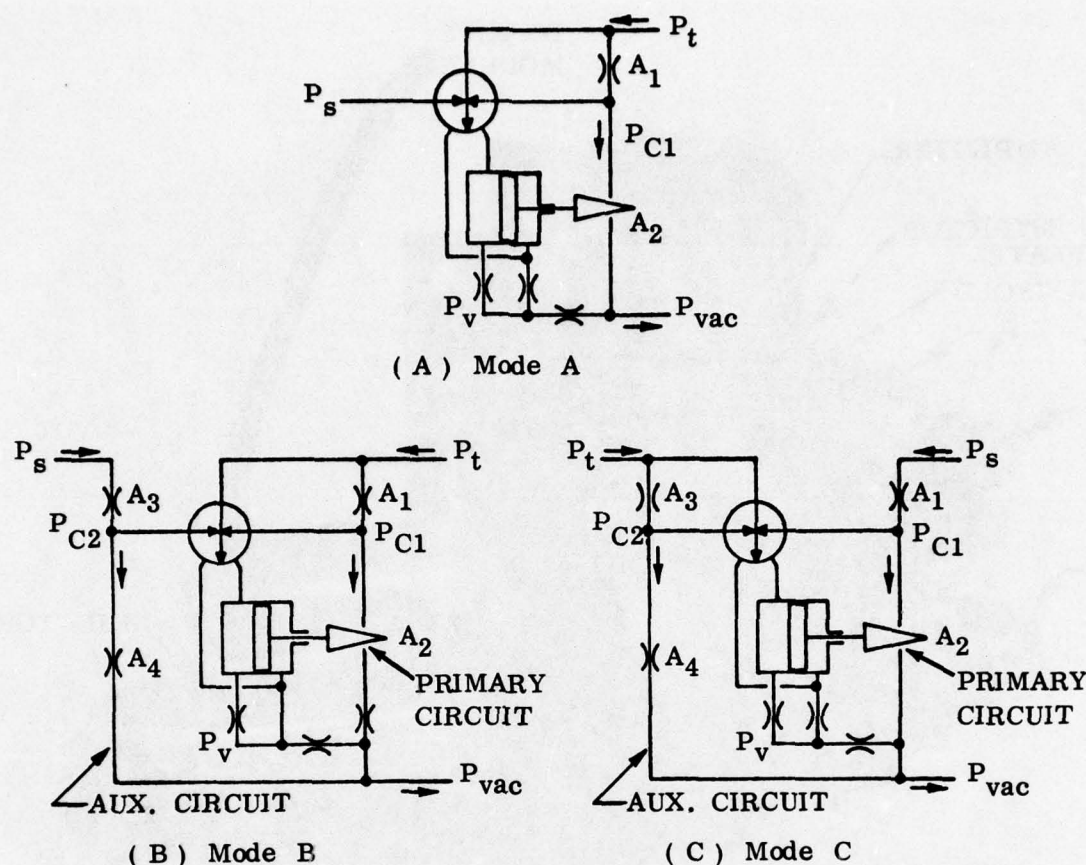 P_t
A_1
P_s
P_C1
A_2
P_v
P_vac
( A ) Mode A
P_s
P_t
A_3
A_1
P_C2
P_C1
A_2
A_4
PRIMARY
CIRCUIT
P_v
P_vac
AUX. CIRCUIT
( B ) Mode B
P_t
P_s
A_3
A_1
P_C2
P_C1
A_2
A_4
PRIMARY
CIRCUIT
P_v
P_vac
AUX. CIRCUIT
( C ) Mode C